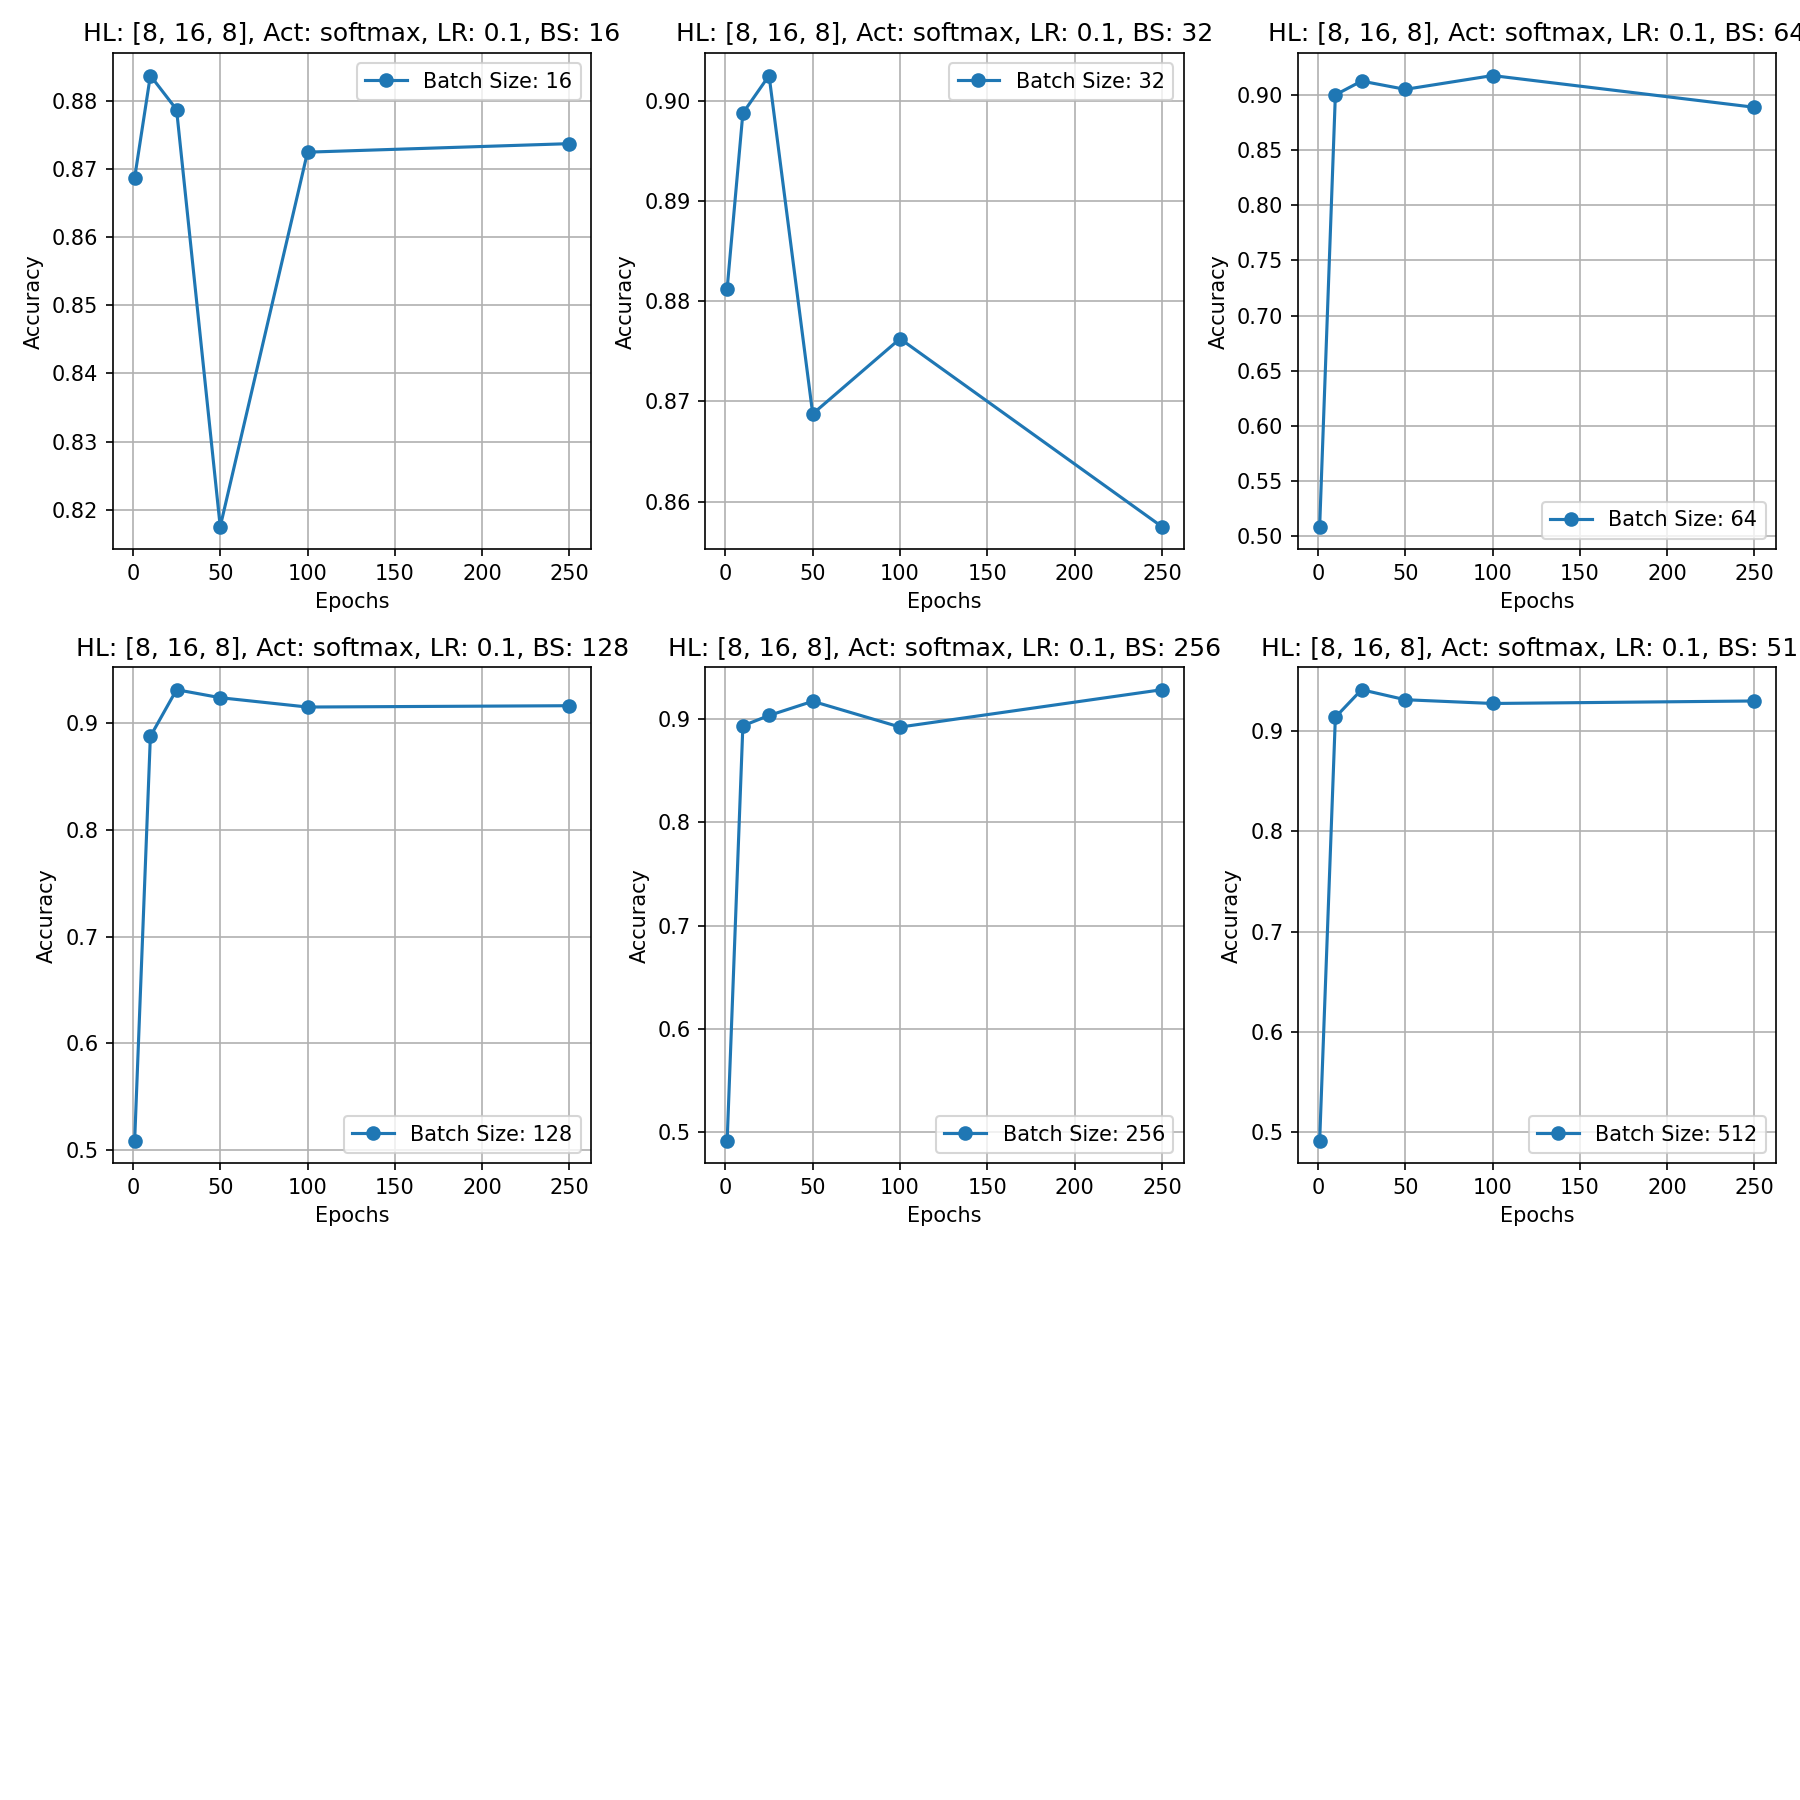 HL: [8, 16, 8], Act: softmax, LR: 0.1, BS: 16
Batch Size: 16
Accuracy
0.88
0.87
0.86
0.85
0.84
0.83
0.82
0 50 100 150 200 250
Epochs
HL: [8, 16, 8], Act: softmax, LR: 0.1, BS: 32
Batch Size: 32
Accuracy
0.90
0.89
0.88
0.87
0.86
0 50 100 150 200 250
Epochs
HL: [8, 16, 8], Act: softmax, LR: 0.1, BS: 64
Accuracy
0.90
0.85
0.80
0.75
0.70
0.65
0.60
0.55
0.50
Batch Size: 64
0 50 100 150 200 250
Epochs
HL: [8, 16, 8], Act: softmax, LR: 0.1, BS: 128
Accuracy
0.9
0.8
0.7
0.6
0.5
Batch Size: 128
0 50 100 150 200 250
Epochs
HL: [8, 16, 8], Act: softmax, LR: 0.1, BS: 256
Accuracy
0.9
0.8
0.7
0.6
0.5
Batch Size: 256
0 50 100 150 200 250
Epochs
HL: [8, 16, 8], Act: softmax, LR: 0.1, BS: 51
Accuracy
0.9
0.8
0.7
0.6
0.5
Batch Size: 512
0 50 100 150 200 250
Epochs